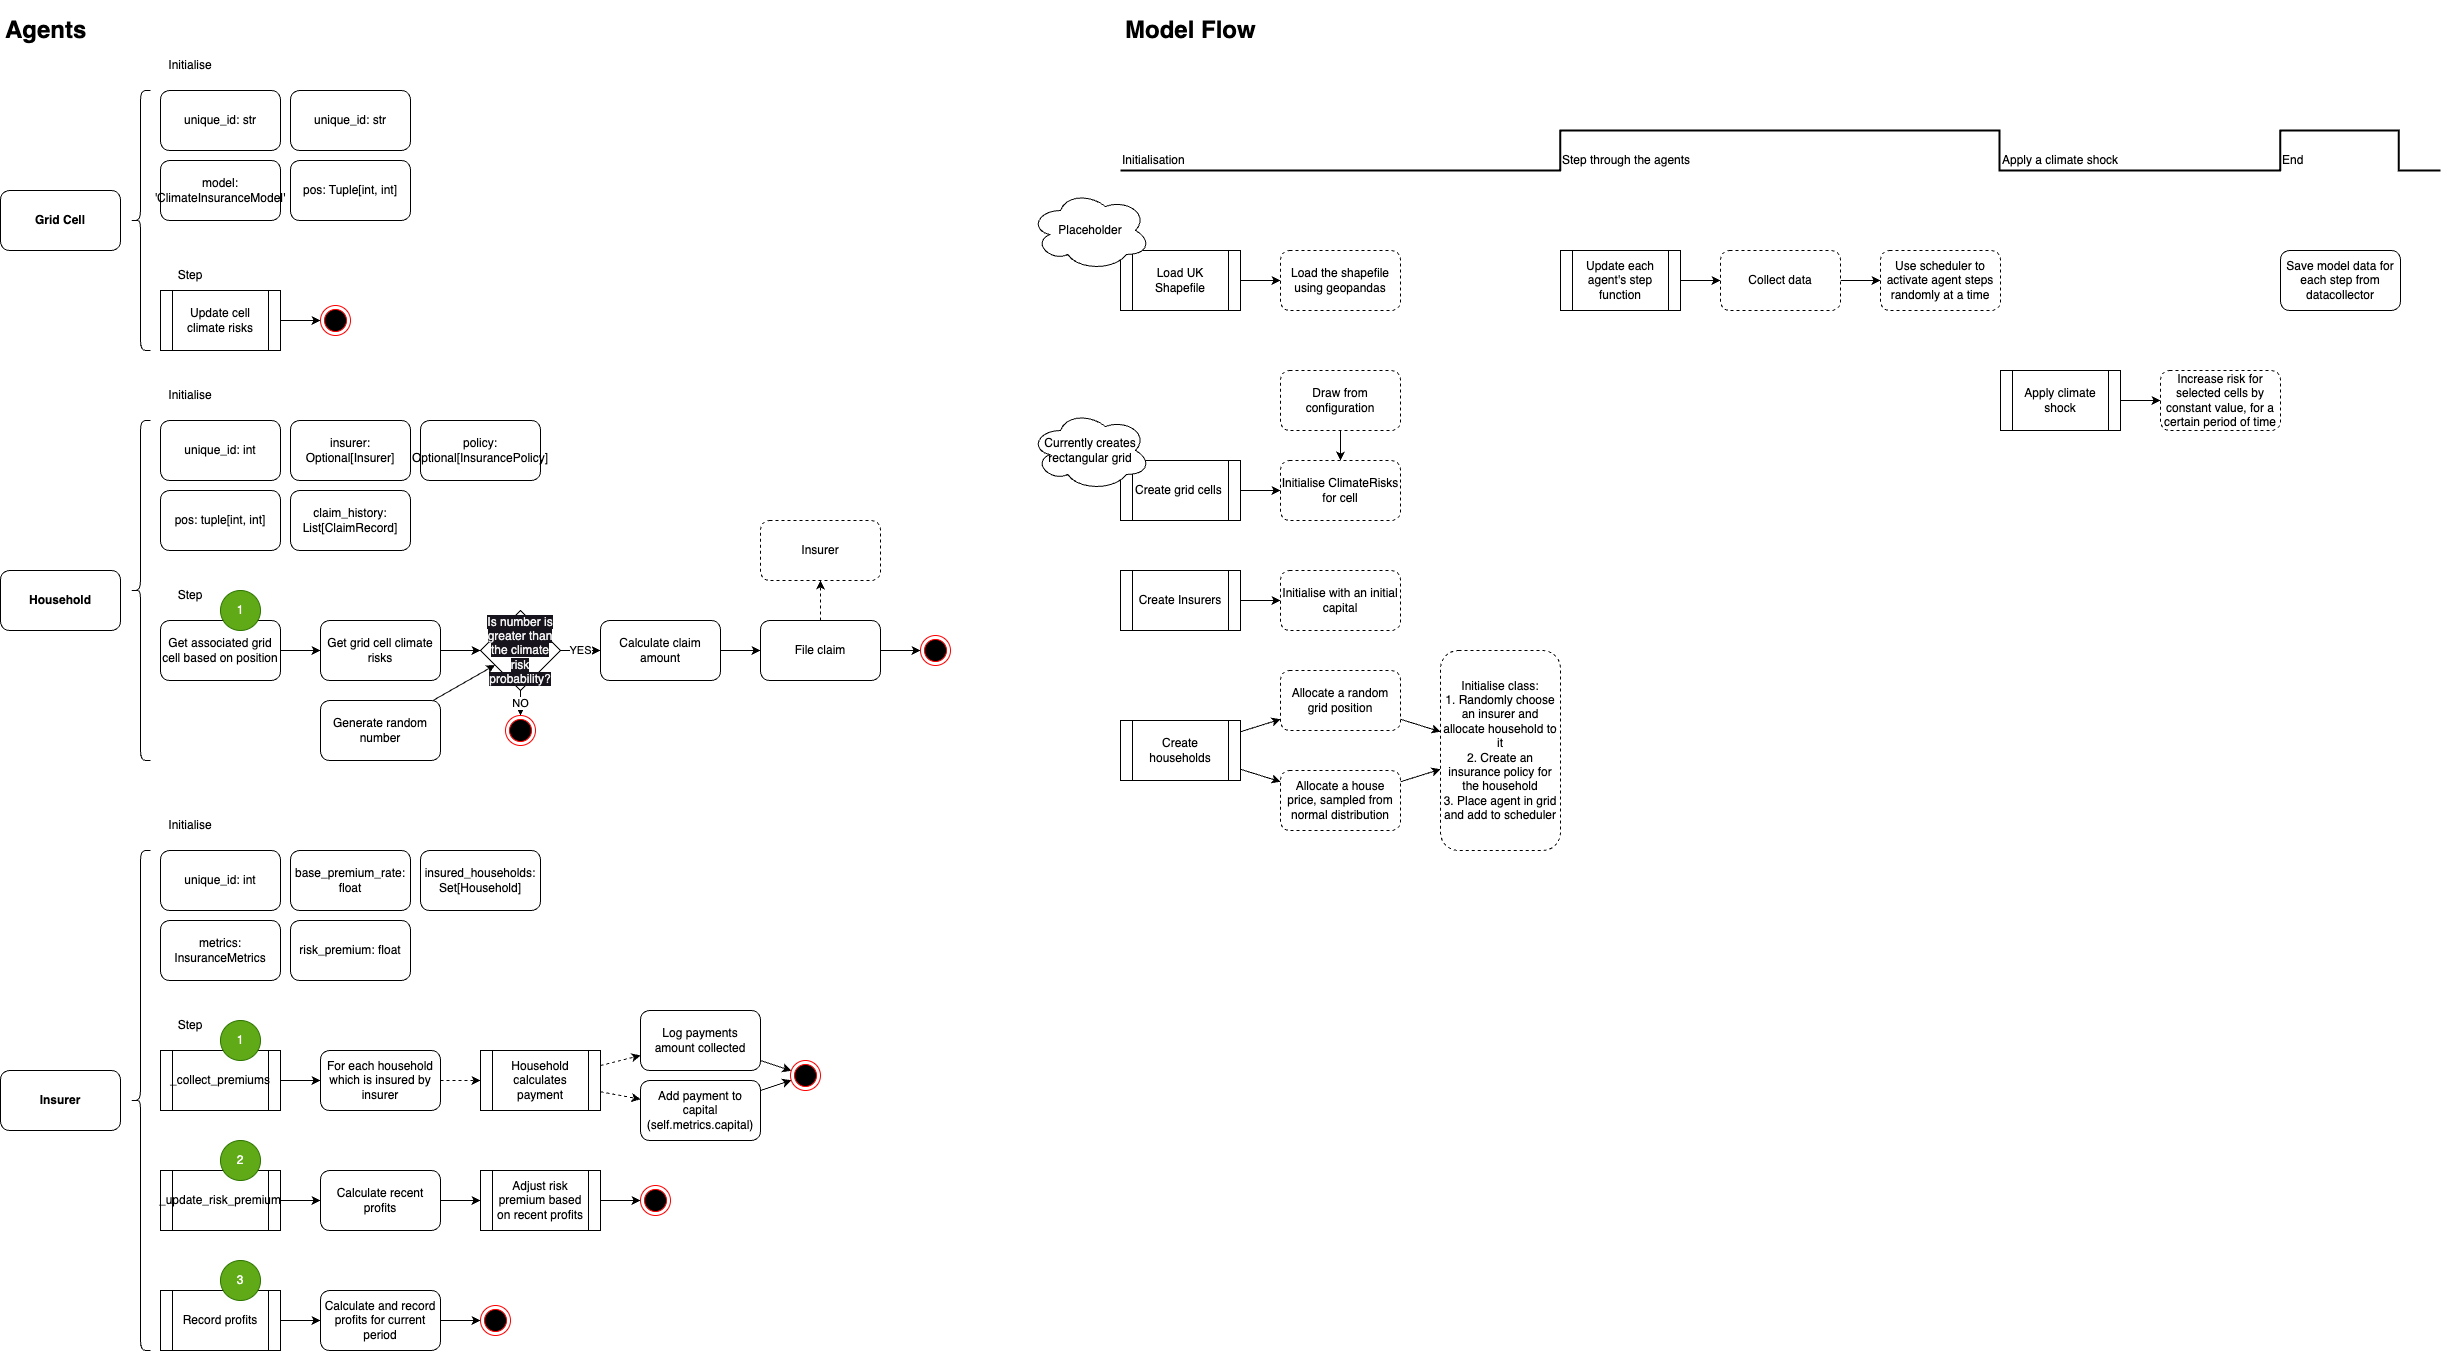 Agents
Initialise
unique_id: str
unique_id: str
model:
'ClimateInsuranceModel'
pos: Tuple[int, int]
Grid Cell
Step
Update cell
climate risks
Initialise
unique_id: int
insurer:
Optional[Insurer]
policy:
Optional[InsurancePolicy]
pos: tuple[int, int]
claim_history:
List[ClaimRecord]
Household
Step
1
Get associated grid
cell based on position
Get grid cell climate
risks
Generate random
number
Is number is
greater than
the climate
risk
probability?
YES
NO
Calculate claim
amount
Insurer
File claim
Initialise
unique_id: int
base_premium_rate:
float
insured_households:
Set[Household]
metrics:
InsuranceMetrics
risk_premium: float
Insurer
Step
1
_collect_premiums
For each household
which is insured by
insurer
Household
calculates
payment
Log payments
amount collected
Add payment to
capital
(self.metrics.capital)
2
_update_risk_premium
Calculate recent
profits
Adjust risk
premium based
on recent profits
3
Record profits
Calculate and record
profits for current
period
Model Flow
Initialisation
Step through the agents
Apply a climate shock
End
Placeholder
Load UK
Shapefile
Load the shapefile
using geopandas
Update each
agent's step
function
Collect data
Use scheduler to
activate agent steps
randomly at a time
Save model data for
each step from
datacollector
Draw from
configuration
Apply climate
shock
Increase risk for
selected cells by
constant value, for a
certain period of time
Currently creates
rectangular grid
Create grid cells
Initialise ClimateRisks
for cell
Create Insurers
Initialise with an initial
capital
Create
households
Allocate a random
grid position
Allocate a house
price, sampled from
normal distribution
Initialise class:
1. Randomly choose
an insurer and
allocate household to
it
2. Create an
insurance policy for
the household
3. Place agent in grid
and add to scheduler